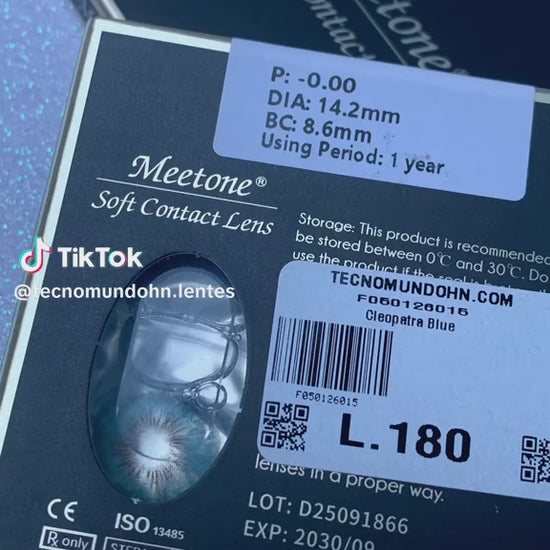 Meetone
Contact
P: -0.00
DIA: 14.2mm
BC: 8.6mm
Using Period: 1 year
Meetone®
Soft Contact Lens
Storage: This product is recommended
be stored between 0℃ and 30℃. Do
use the product if the
TikTok
@tecnomundohn.lentes
TECNOMUNDOHN.COM
F050126015
Cleopatra Blue
F050126015
L.180
lenses in a proper way.
LOT: D25091866
EXP: 2030/09
CE
ISO 13485
Rx only